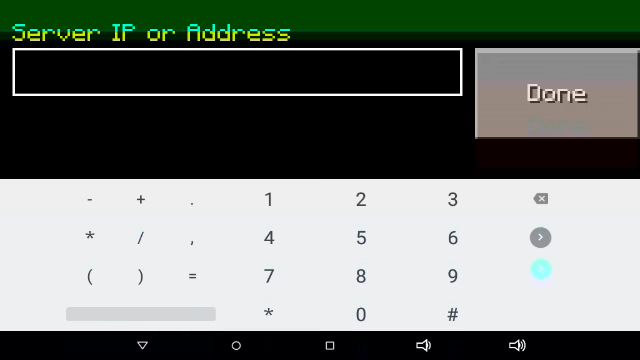 Server IP or Address
Done
- + . 1 2 3
* / , 4 5 6
( ) = 7 8 9
* 0 #